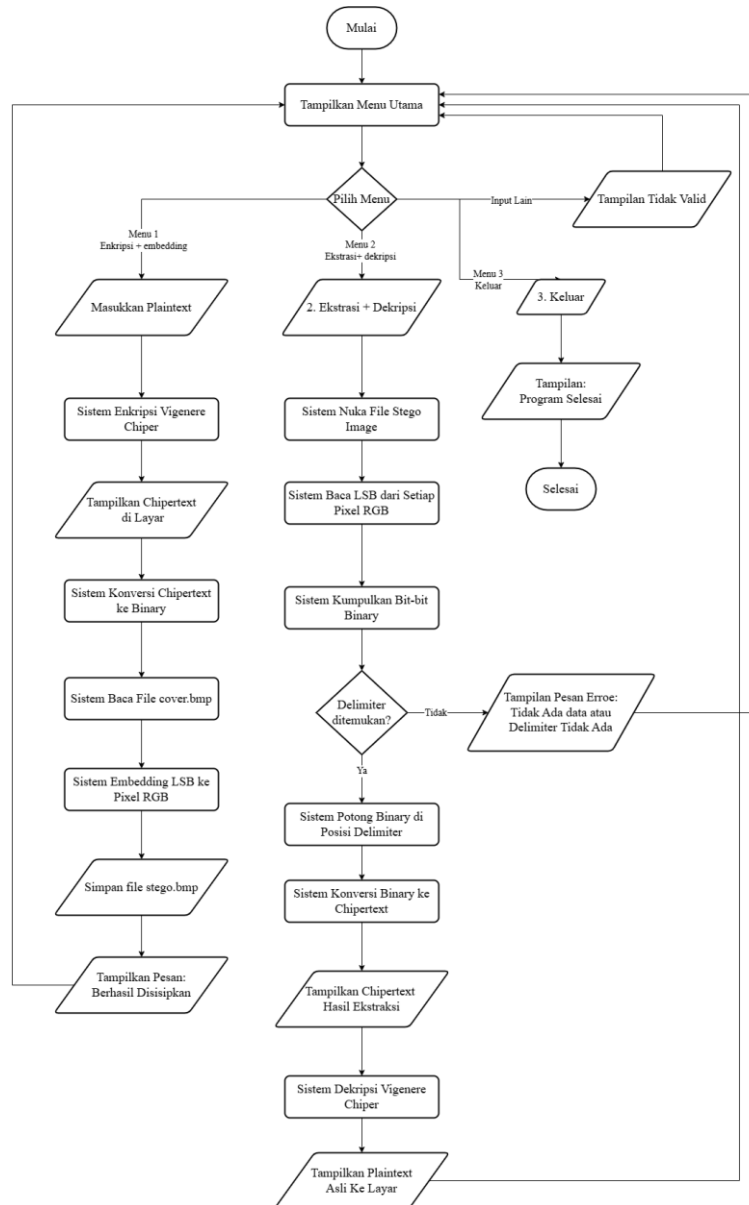 Mulai
Tampilkan Menu Utama
Pilih Menu
Input Lain
Tampilan Tidak Valid
Menu 1
Enkripsi + embedding
Menu 2
Ekstrasi+ dekripsi
Menu 3
Keluar
Masukkan Plaintext
2. Ekstrasi + Dekripsi
3. Keluar
Sistem Enkripsi Vigenere
Chiper
Sistem Nuka File Stego
Image
Tampilan:
Program Selesai
Tampilkan Chipertext
di Layar
Sistem Baca LSB dari Setiap
Pixel RGB
Selesai
Sistem Konversi Chipertext
ke Binary
Sistem Kumpulkan Bit-bit
Binary
Sistem Baca File cover.bmp
Delimiter
ditemukan?
Tidak
Tampilan Pesan Erroe:
Tidak Ada data atau
Delimiter Tidak Ada
Ya
Sistem Embedding LSB ke
Pixel RGB
Sistem Potong Binary di
Posisi Delimiter
Simpan file stego.bmp
Sistem Konversi Binary ke
Chipertext
Tampilkan Pesan:
Berhasil Disisipkan
Tampilkan Chipertext
Hasil Ekstraksi
Sistem Dekripsi Vigenere
Chiper
Tampilkan Plaintext
Asli Ke Layar